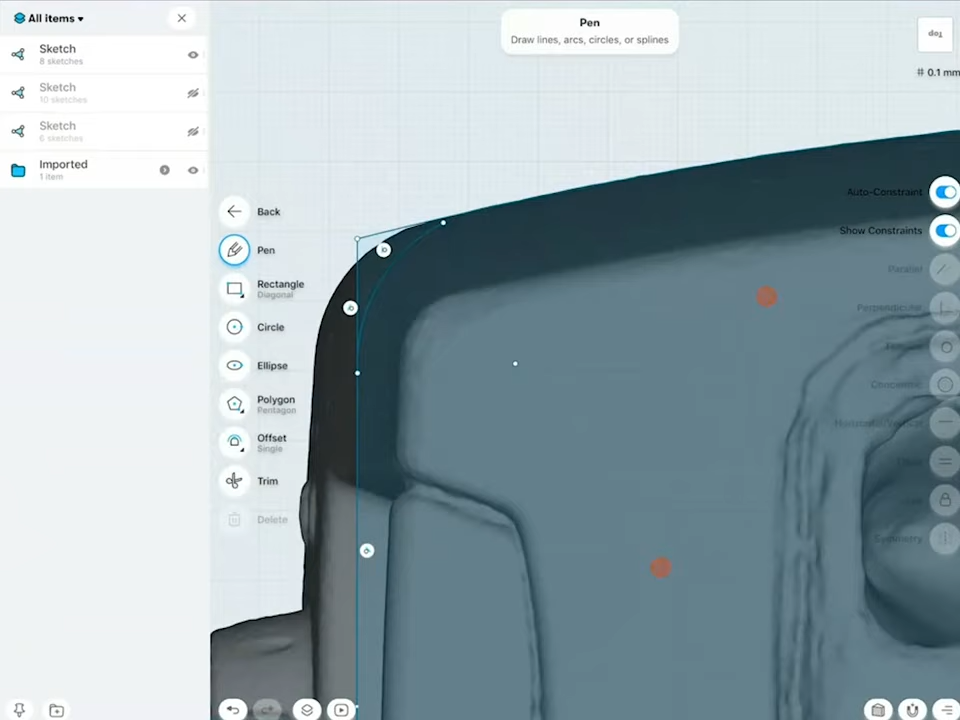 All items
Sketch
8 sketches
Sketch
10 sketches
Sketch
6 sketches
Imported
1 item
Pen
Draw lines, arcs, circles, or splines
Top
0.1 mm
Back
Pen
Rectangle
Diagonal
Circle
Ellipse
Polygon
Pentagon
Offset
Single
Trim
Delete
Auto-Constraint
Show Constraints
Parallel
Perpendicular
Concentric
Horizontal/Vertical
Symmetry